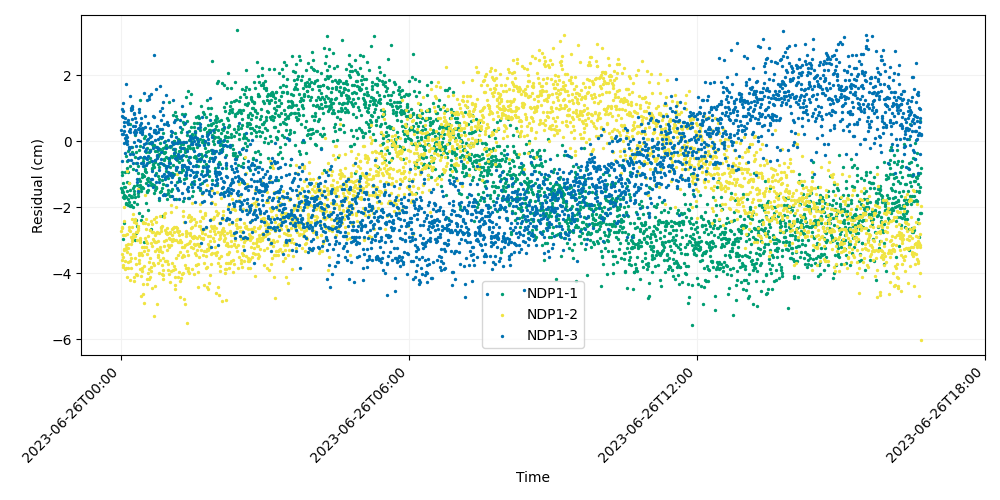 Residual (cm)
2
0
−2
−4
−6
NDP1-1
NDP1-2
NDP1-3
2023-06-26T00:00
2023-06-26T06:00
2023-06-26T12:00
2023-06-26T18:00
Time